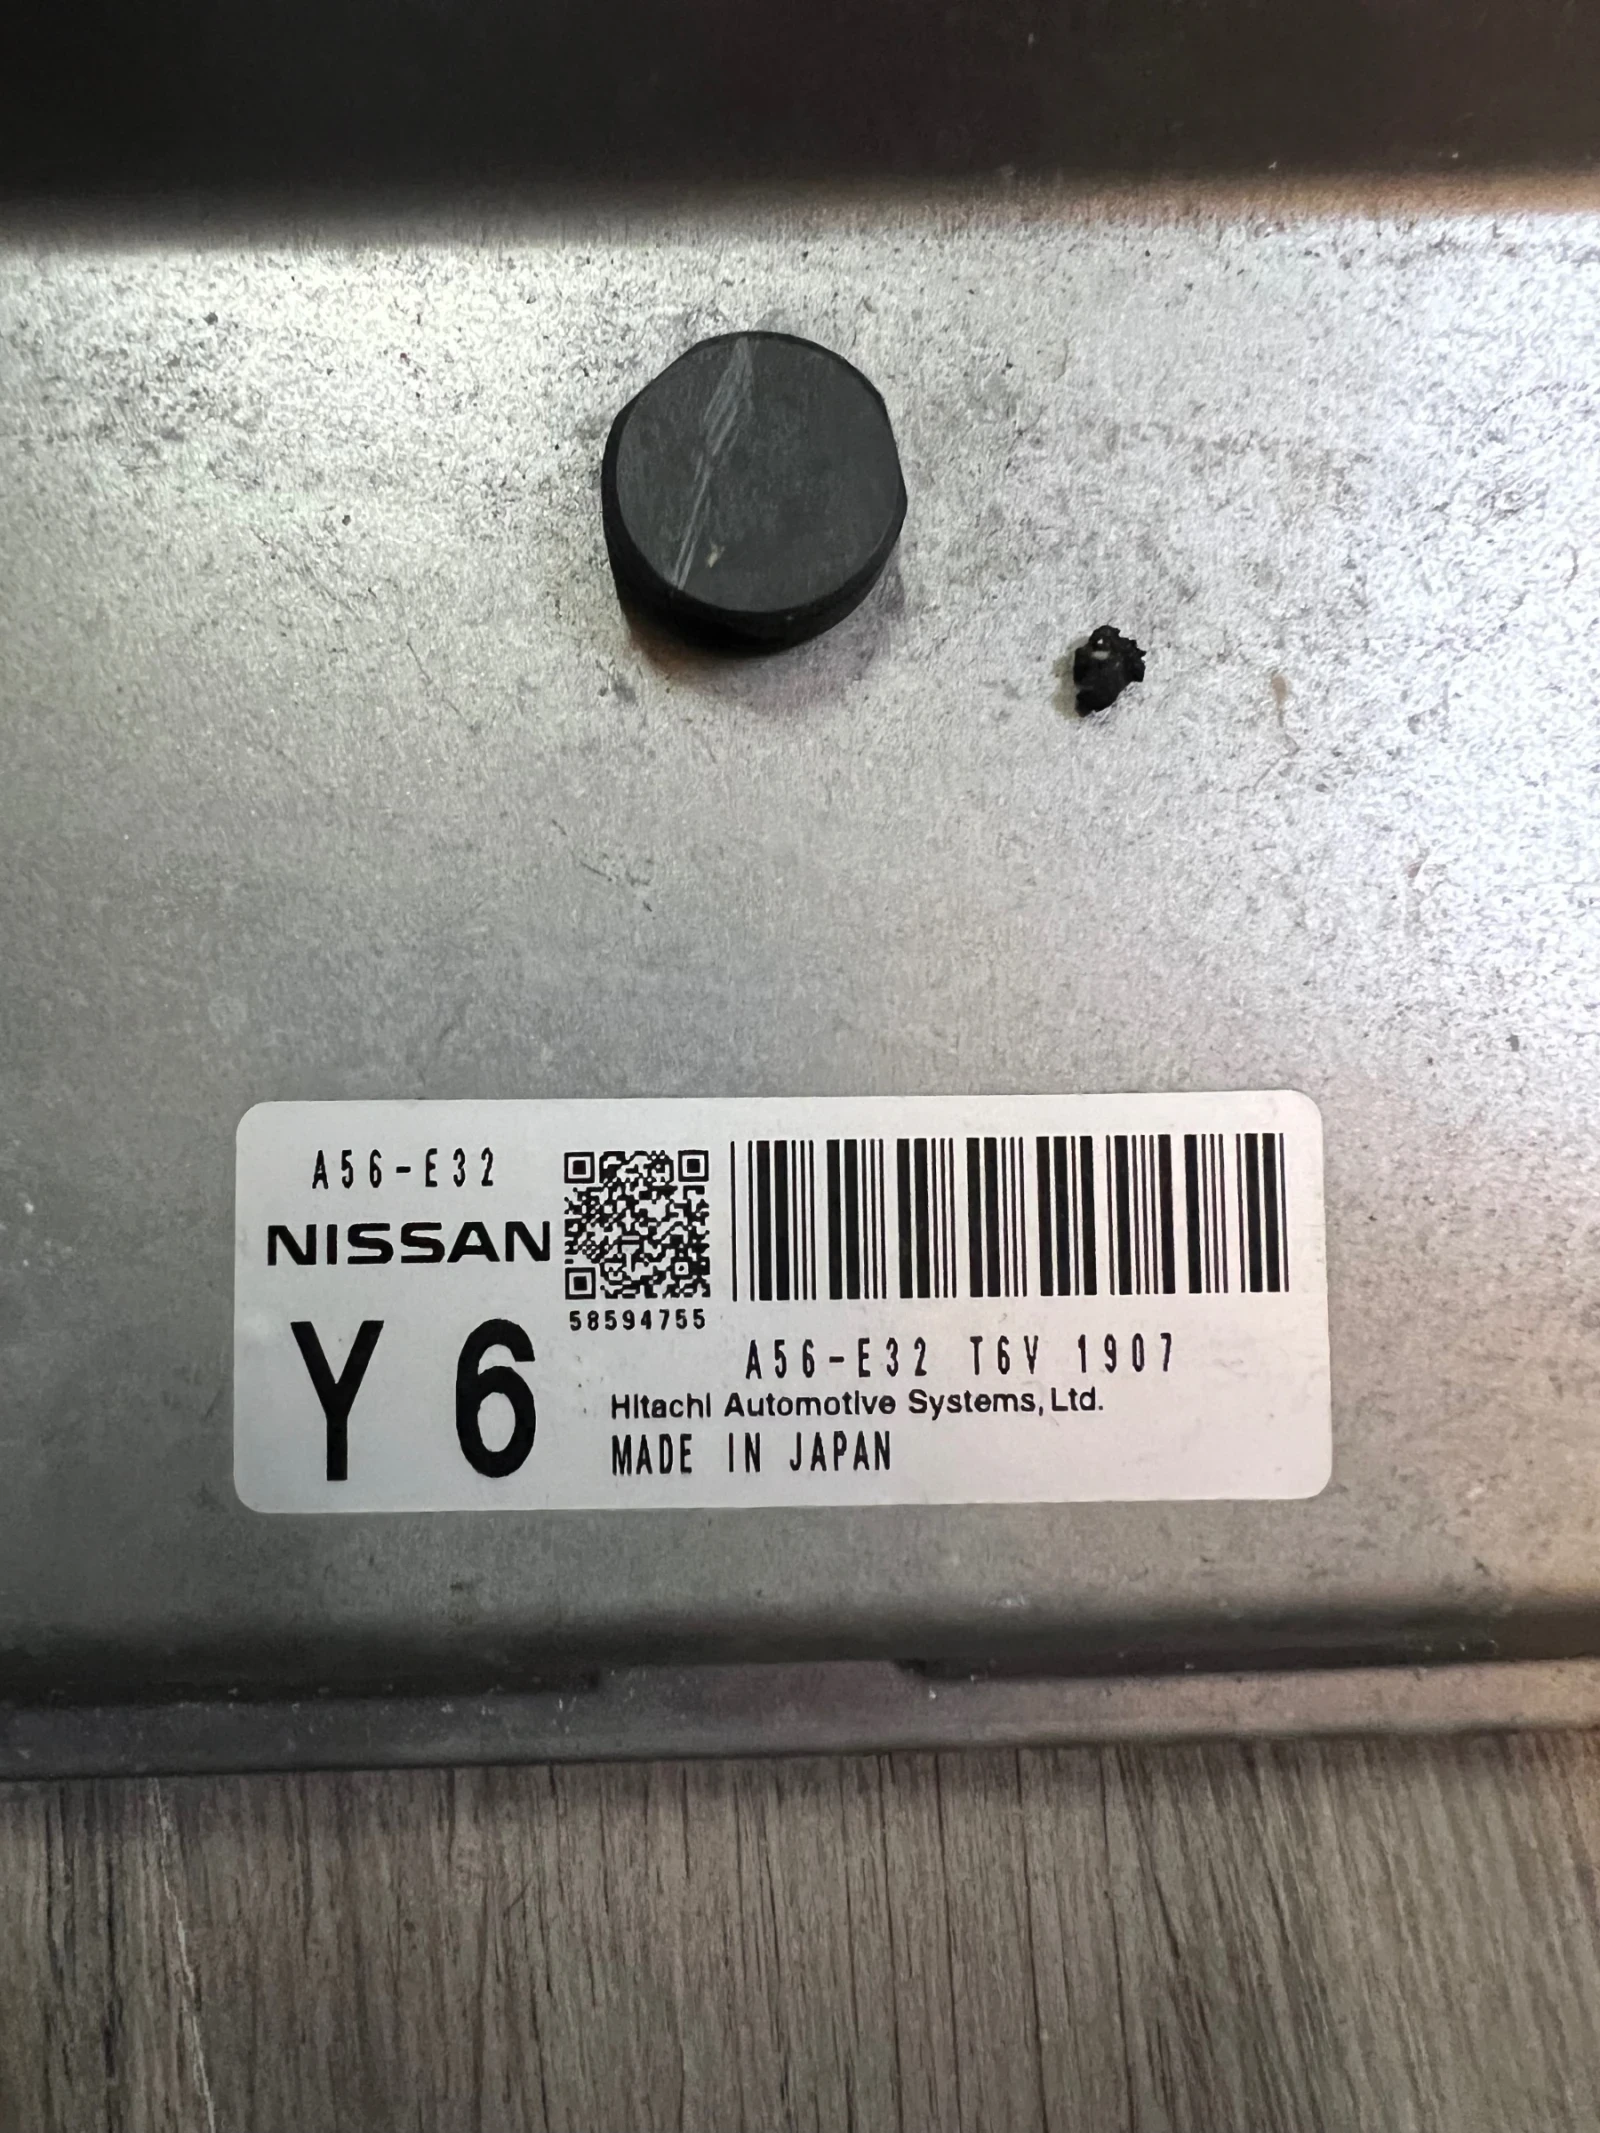 A56-E32
NISSAN
Y 6
58594755
A56-E32 T6V 1907
Hitachi Automotive Systems, Ltd.
MADE IN JAPAN